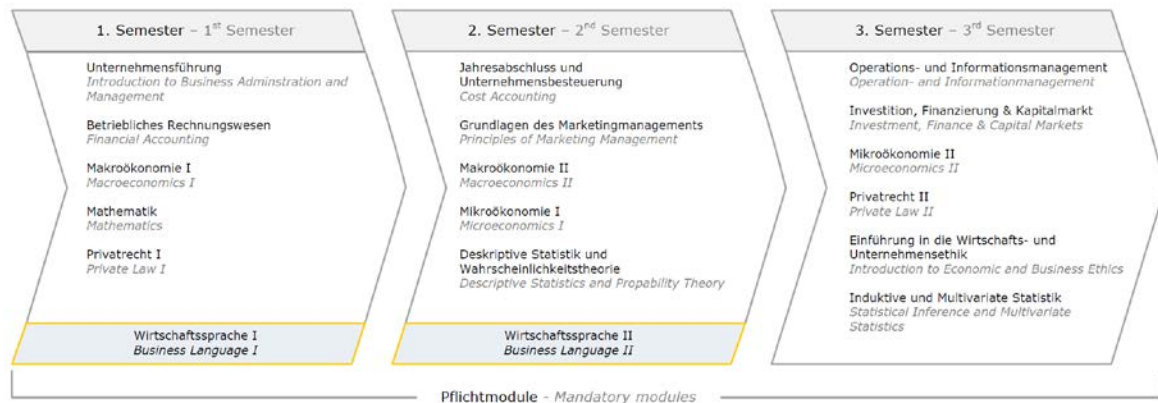 1. Semester – 1st Semester
Unternehmensführung
Introduction to Business Adminstration and
Management
Betriebliches Rechnungswesen
Financial Accounting
Makroökonomie I
Macroeconomics I
Mathematik
Mathematics
Privatrecht I
Private Law I
Wirtschaftssprache I
Business Language I
2. Semester – 2nd Semester
Jahresabschluss und
Unternehmensbesteuerung
Cost Accounting
Grundlagen des Marketingmanagements
Principles of Marketing Management
Makroökonomie II
Macroeconomics II
Mikroökonomie I
Microeconomics I
Deskriptive Statistik und
Wahrscheinlichkeitstheorie
Descriptive Statistics and Propability Theory
Wirtschaftssprache II
Business Language II
3. Semester – 3rd Semester
Operations- und Informationsmanagement
Operation- and Informationmanagement
Investition, Finanzierung & Kapitalmarkt
Investment, Finance & Capital Markets
Mikroökonomie II
Microeconomics II
Privatrecht II
Private Law II
Einführung in die Wirtschafts- und
Unternehmensethik
Introduction to Economic and Business Ethics
Induktive und Multivariate Statistik
Statistical Inference and Multivariate
Statistics
Pflichtmodule - Mandatory modules